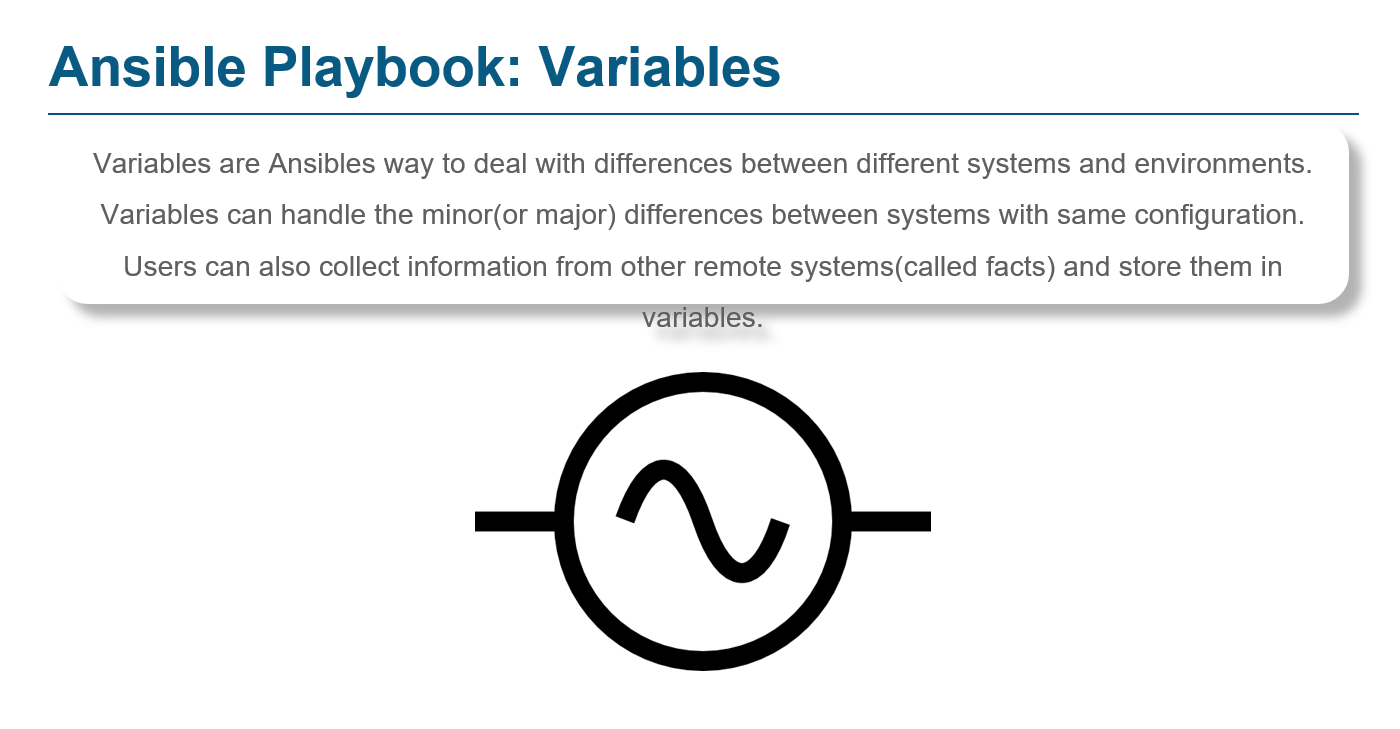 Ansible Playbook: Variables
Variables are Ansibles way to deal with differences between different systems and environments.
Variables can handle the minor(or major) differences between systems with same configuration.
Users can also collect information from other remote systems(called facts) and store them in
variables.